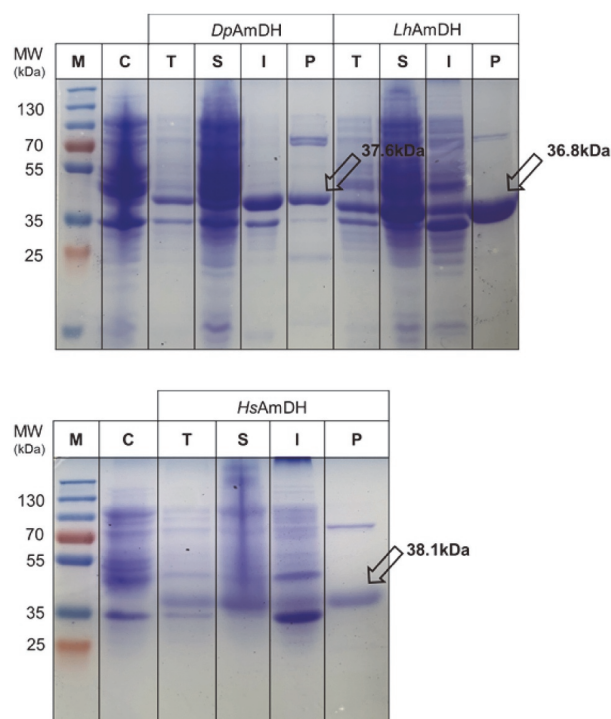 DpAmDH LhAmDH
MW
(kDa)
M C T S I P T S I P
130
70
55
35
25
37.6kDa 36.8kDa
HsAmDH
MW
(kDa)
M C T S I P
130
70
55
35
25
38.1kDa